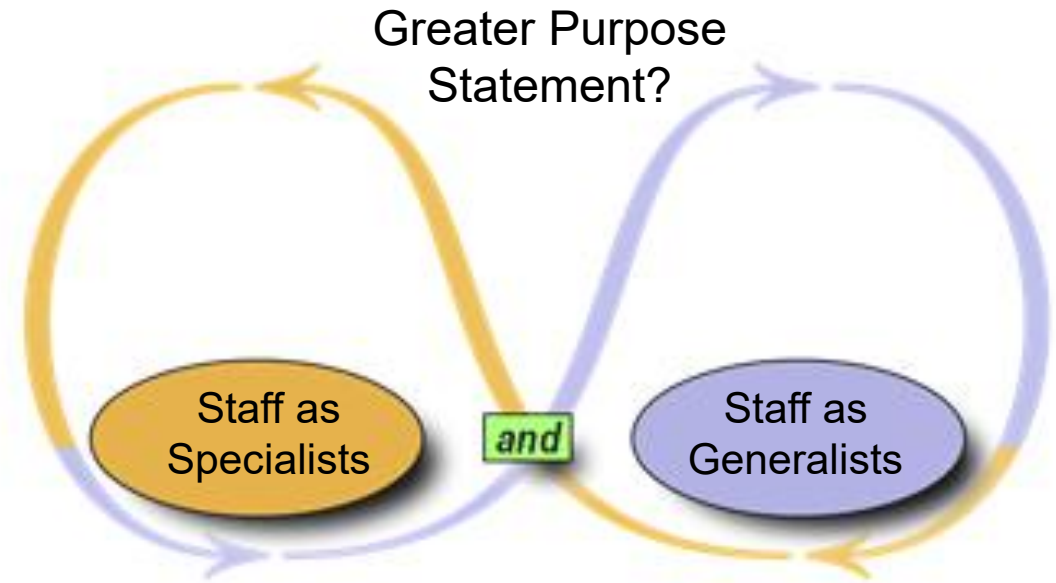 Greater Purpose
Statement?
Staff as
Specialists
and
Staff as
Generalists